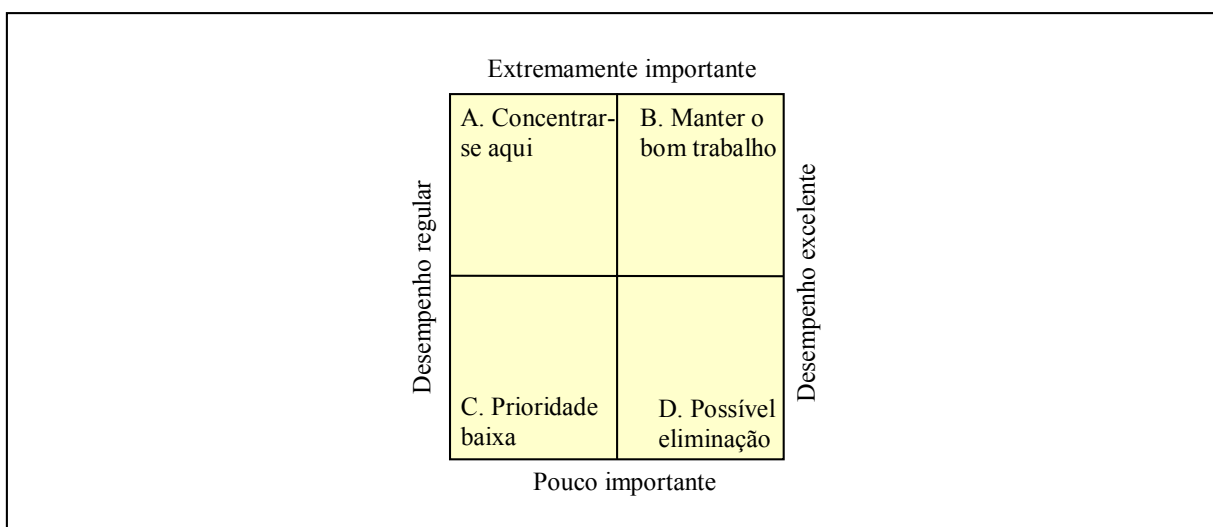 Extremamente importante
A. Concentrar-
se aqui
B. Manter o
bom trabalho
Desempenho regular
Desempenho excelente
C. Prioridade
baixa
D. Possível
eliminação
Pouco importante